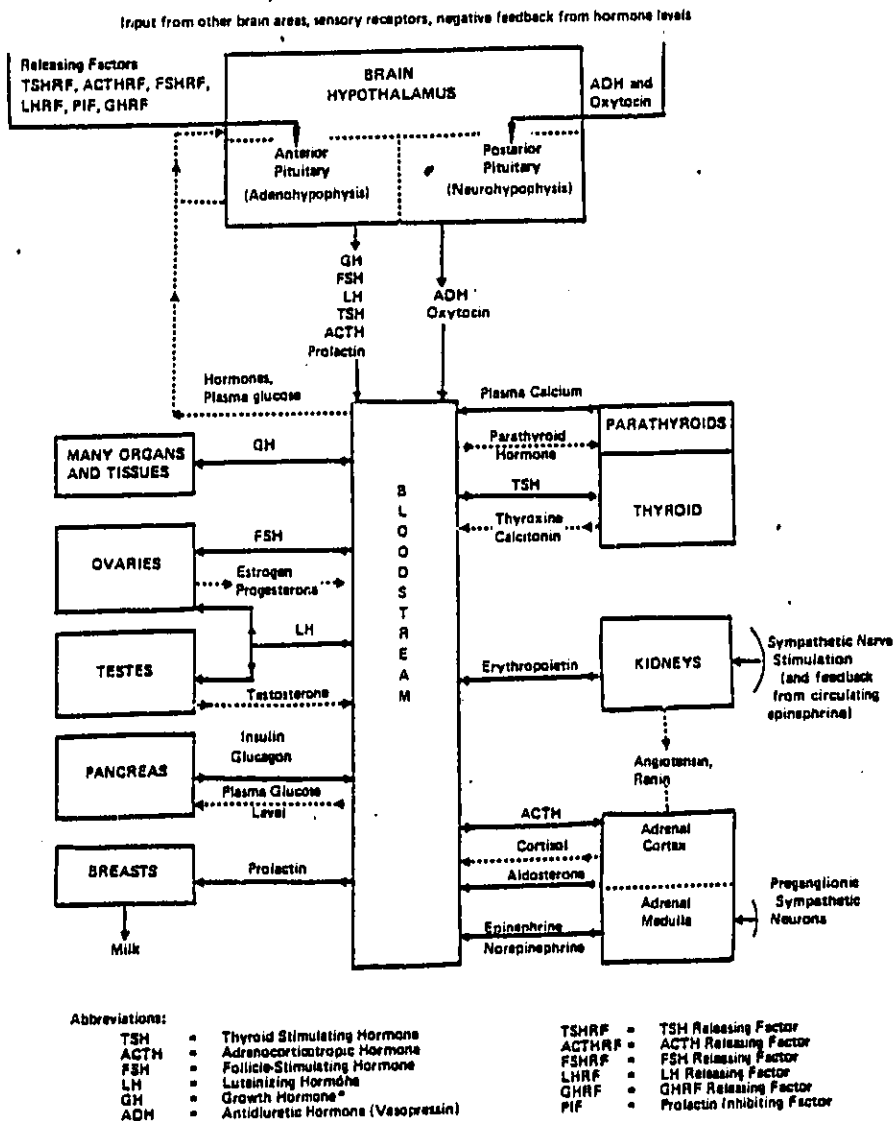 Input from other brain areas, sensory receptors, negative feedback from hormone levels
Releasing Factors
TSHRF, ACTHRF, FSHRF,
LHRF, PIF, GHRF
BRAIN
HYPOTHALAMUS
ADH and
Oxytocin
Anterior
Pituitary
(Adenohypophysis)
Posterior
Pituitary
(Neurohypophysis)
GH
FSH
LH
TSH
ACTH
Prolactin
ADH
Oxytocin
Hormones,
Plasma glucose
BLOODSTREAM
MANY ORGANS
AND TISSUES
GH
OVARIES
FSH
Estrogen
Progesterone
LH
TESTES
Testosterone
PANCREAS
Insulin
Glucagon
Plasma Glucose
Level
BREASTS
Prolactin
Milk
Plasma Calcium
PARATHYROIDS
Parathyroid
Hormone
TSH
THYROID
Thyroxine
Calcitonin
Erythropoietin
KIDNEYS
Sympathetic Nerve
Stimulation
(and feedback
from circulating
epinephrine)
Angiotensin,
Renin
ACTH
Adrenal
Cortex
Cortisol
Aldosterone
Adrenal
Medulla
Epinephrine
Norepinephrine
Preganglionic
Sympathetic
Neurons
Abbreviations:
TSH = Thyroid Stimulating Hormone
ACTH = Adrenocorticotropic Hormone
FSH = Follicle-Stimulating Hormone
LH = Luteinizing Hormone
GH = Growth Hormone
ADH = Antidiuretic Hormone (Vasopressin)
TSHRF = TSH Releasing Factor
ACTHRF = ACTH Releasing Factor
FSHRF = FSH Releasing Factor
LHRF = LH Releasing Factor
GHRF = GHRF Releasing Factor
PIF = Prolactin Inhibiting Factor